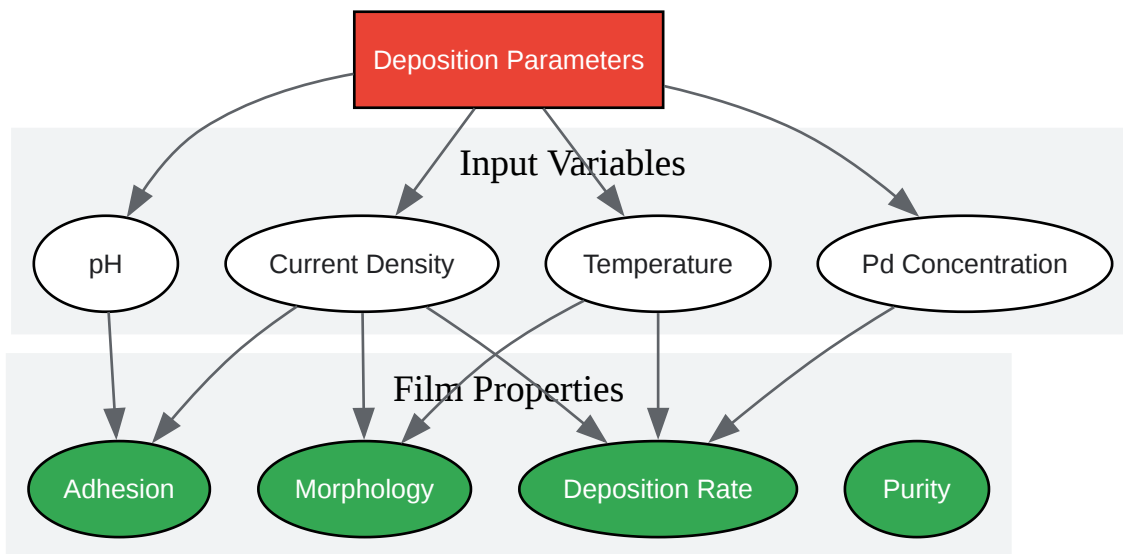 Deposition Parameters
Input Variables
pH
Current Density
Temperature
Pd Concentration
Film Properties
Adhesion
Morphology
Deposition Rate
Purity